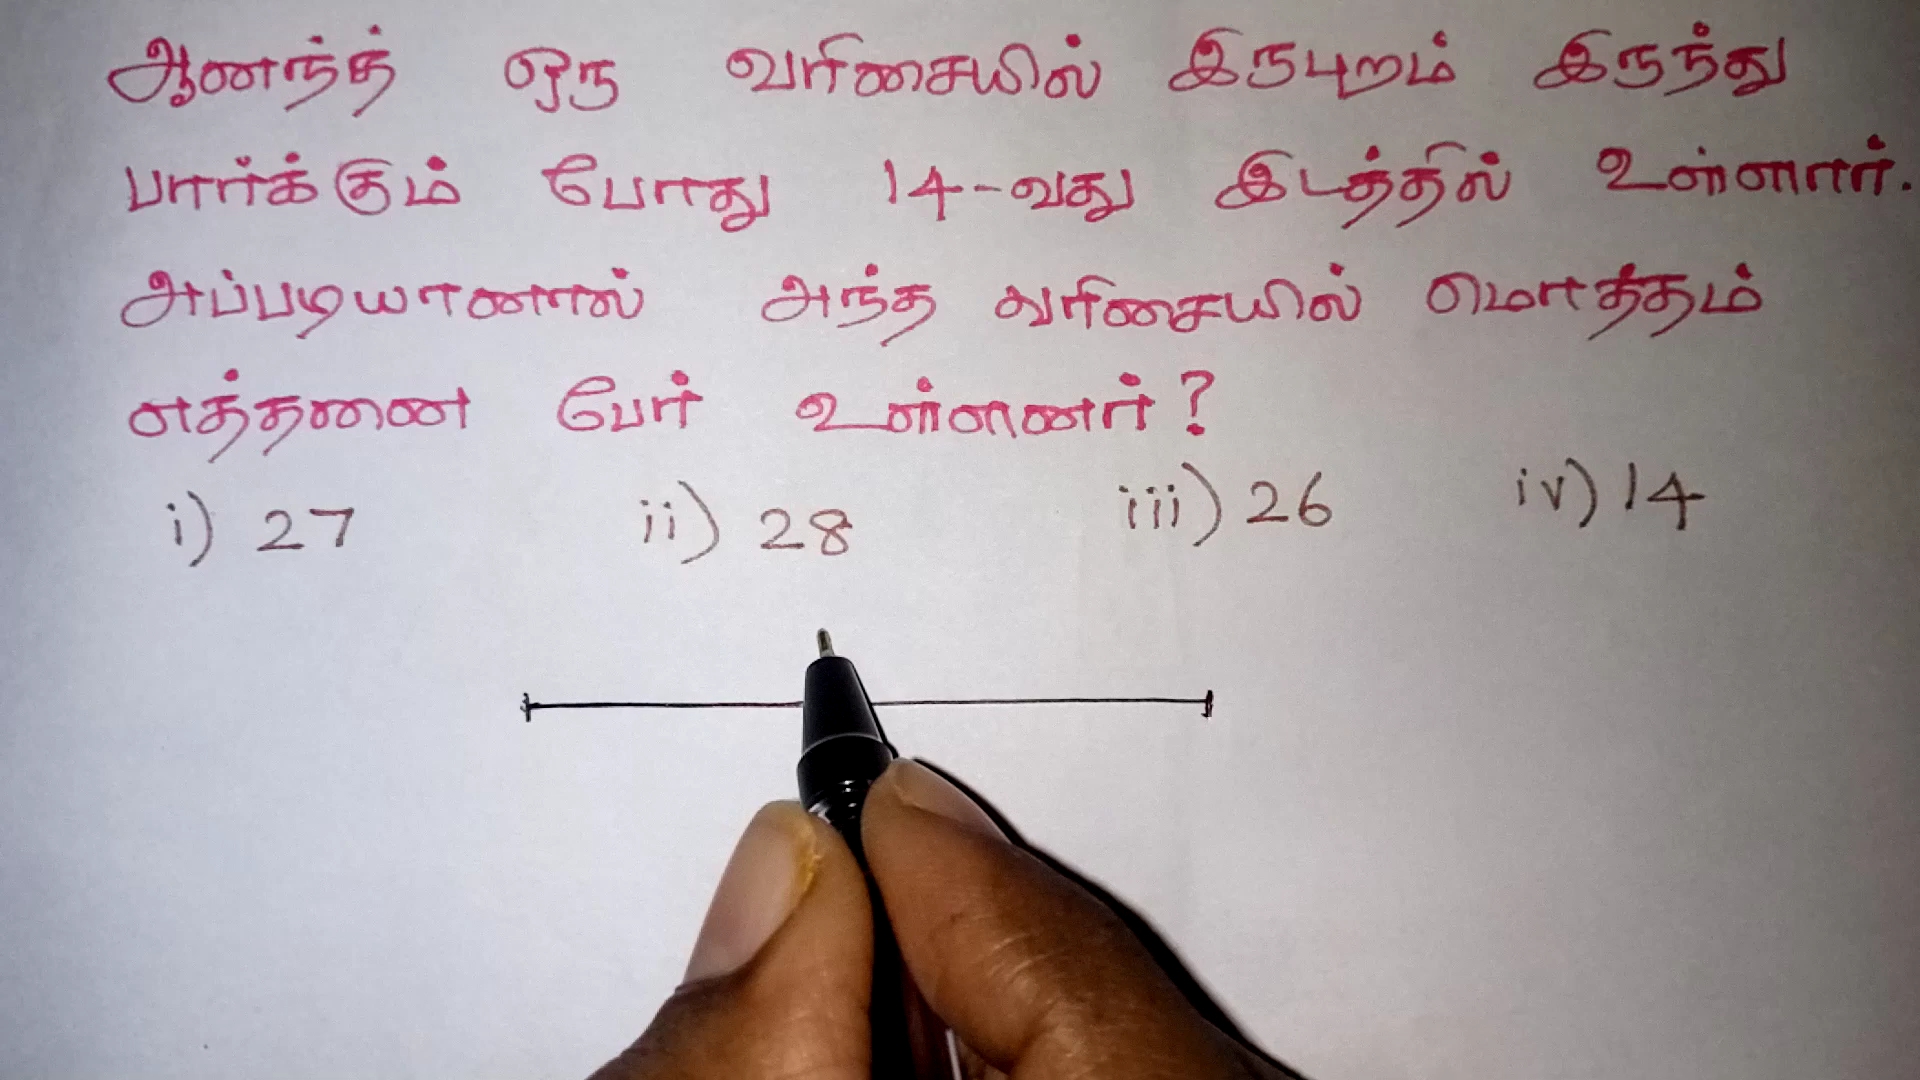 ஆனந்த் ஒரு வரிசையில் இருபுறம் இருந்து
பார்க்கும் போது 14-வது இடத்தில் உள்ளார்.
அப்படியானால் அந்த வரிசையில் மொத்தம்
எத்தனை பேர் உள்ளனர்?
i) 27 ii) 28 iii) 26 iv) 14